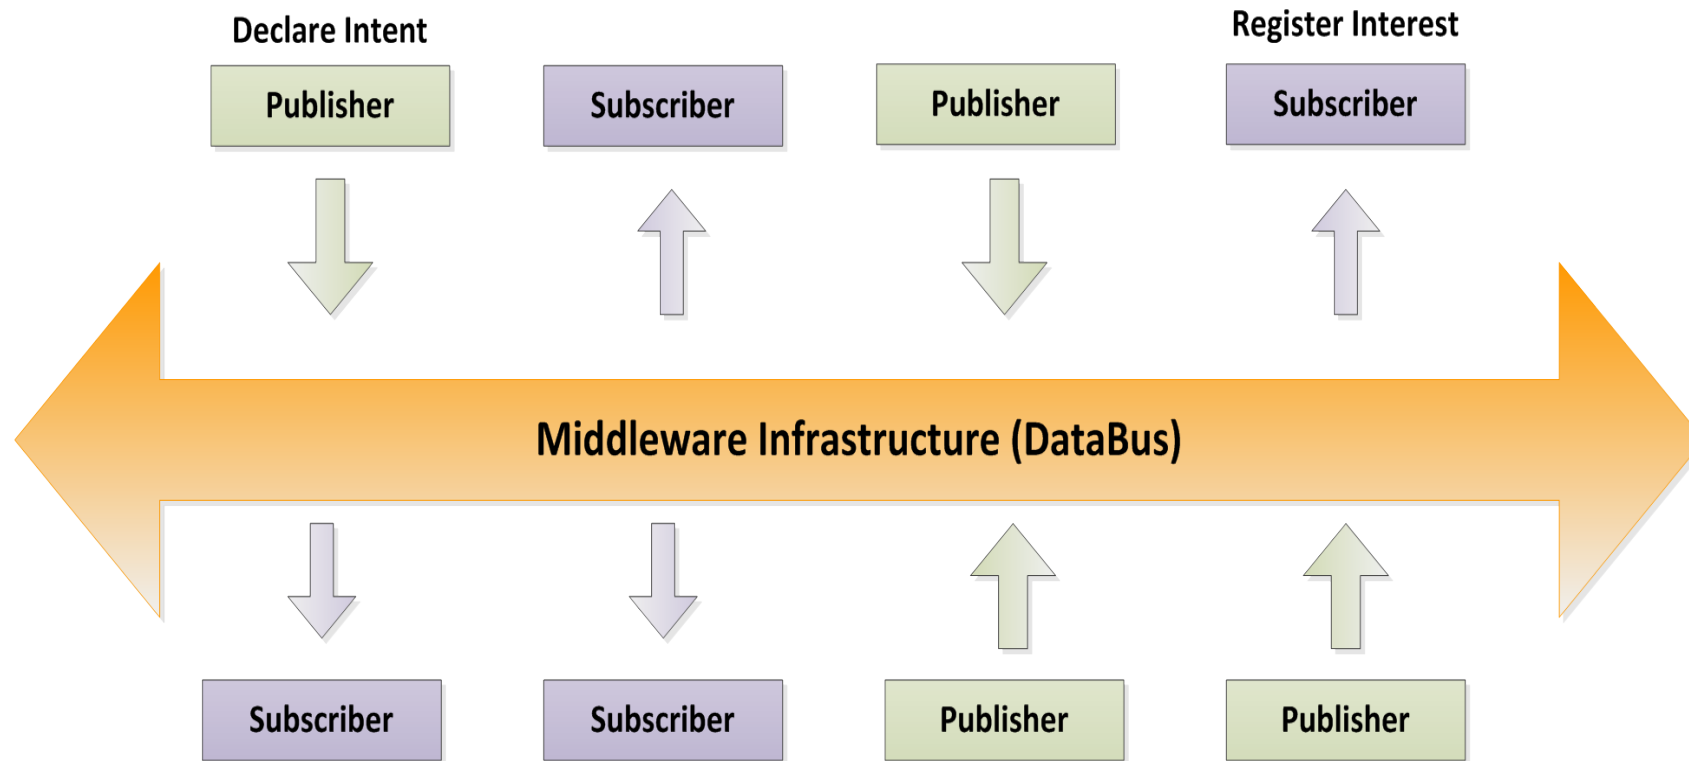 Declare Intent
Register Interest
Publisher
Subscriber
Publisher
Subscriber
Middleware Infrastructure (DataBus)
Subscriber
Subscriber
Publisher
Publisher